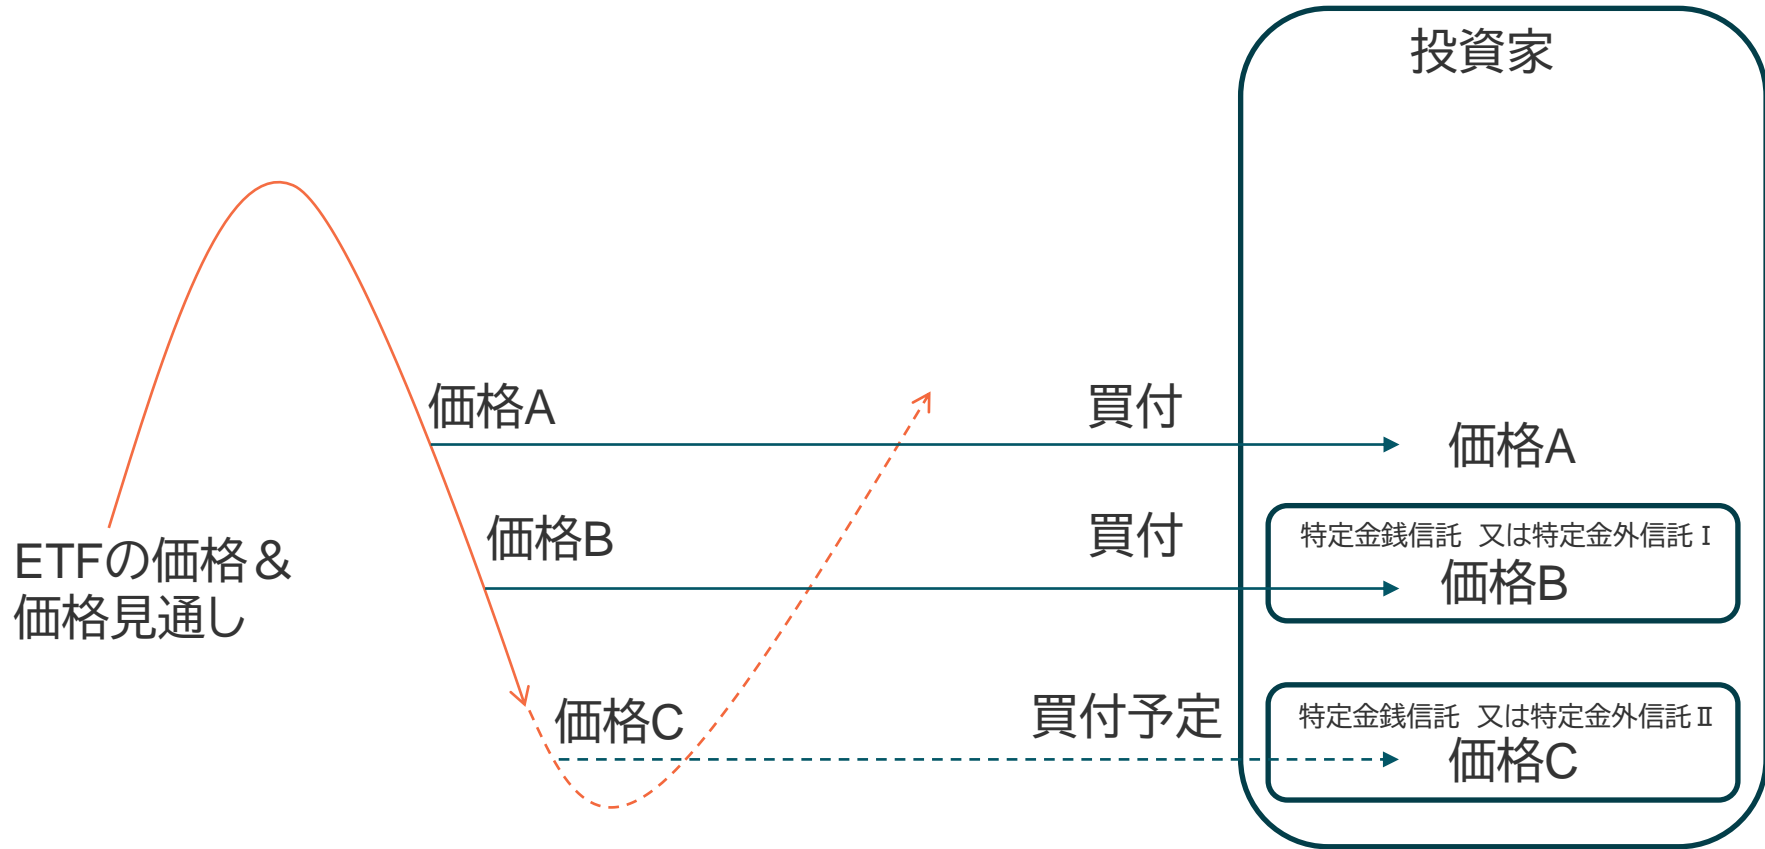 投資家
価格A
買付
価格A
価格B
買付
特定金銭信託 又は特定金外信託Ⅰ
価格B
ETFの価格＆
価格見通し
価格C
買付予定
特定金銭信託 又は特定金外信託Ⅱ
価格C